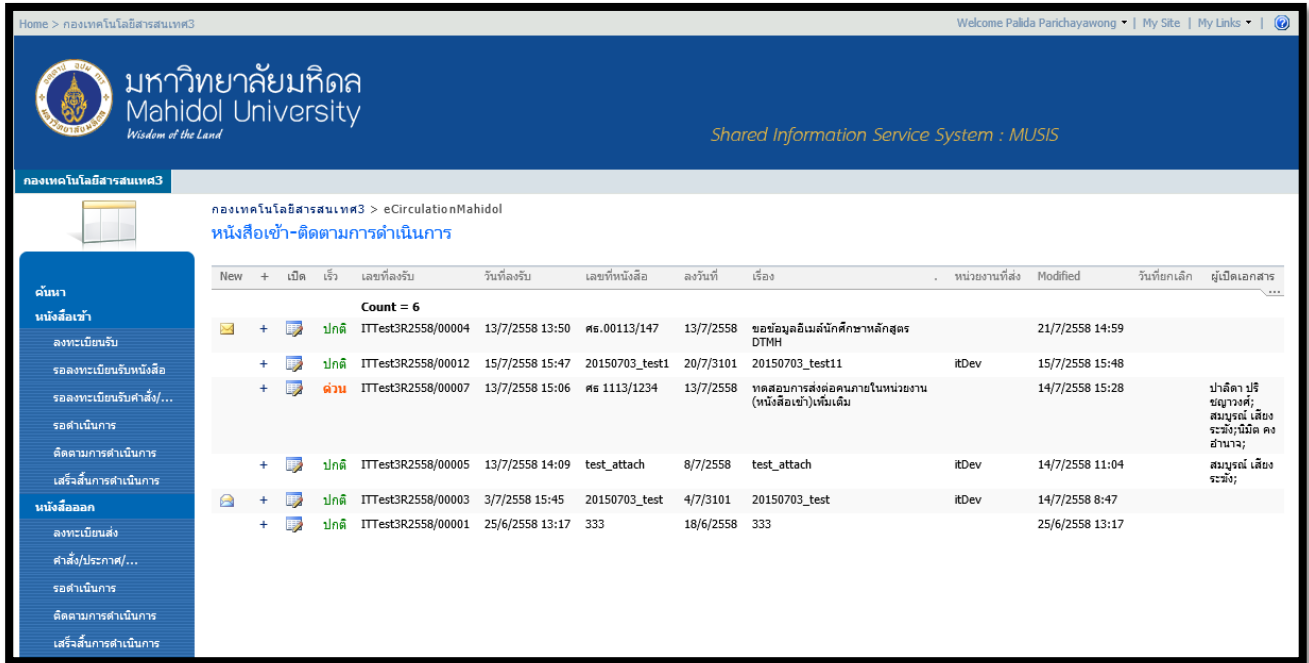 Home > กองเทคโนโลยีสารสนเทศ3
Welcome Palida Parichayawong | My Site | My Links |
มหาวิทยาลัยมหิดล
Mahidol University
Wisdom of the Land
Shared Information Service System : MUSIS
กองเทคโนโลยีสารสนเทศ3
กองเทคโนโลยีสารสนเทศ3 > eCirculationMahidol
หนังสือเข้า-ติดตามการดำเนินการ
ค้นหา
หนังสือเข้า
ลงทะเบียนรับ
รอลงทะเบียนรับหนังสือ
รอลงทะเบียนรับคำสั่ง/...
รอดำเนินการ
ติดตามการดำเนินการ
เสร็จสิ้นการดำเนินการ
หนังสือออก
ลงทะเบียนส่ง
คำสั่ง/ประกาศ/...
รอดำเนินการ
ติดตามการดำเนินการ
เสร็จสิ้นการดำเนินการ
New + เปิด เร็ว เลขที่ลงรับ วันที่ลงรับ เลขที่หนังสือ ลงวันที่ เรื่อง . หน่วยงานที่ส่ง Modified วันที่ยกเลิก ผู้เปิดเอกสาร
...
Count = 6
+ ปกติ ITTest3R2558/00004 13/7/2558 13:50 ศธ.00113/147 13/7/2558 ขอข้อมูลอีเมล์นักศึกษาหลักสูตร 21/7/2558 14:59
DTMH
+ ปกติ ITTest3R2558/00012 15/7/2558 15:47 20150703_test1 20/7/3101 20150703_test11 itDev 15/7/2558 15:48
+ ด่วน ITTest3R2558/00007 13/7/2558 15:06 ศธ 1113/1234 13/7/2558 ทดสอบการส่งต่อคนภายในหน่วยงาน 14/7/2558 15:28 ปาลิดา ปริ
(หนังสือเข้า)เพิ่มเติม ชญาวงศ์;
สมบูรณ์ เสียง
ระฆัง;นิมิต คง
อำนาจ;
+ ปกติ ITTest3R2558/00005 13/7/2558 14:09 test_attach 8/7/2558 test_attach itDev 14/7/2558 11:04 สมบูรณ์ เสียง
ระฆัง;
+ ปกติ ITTest3R2558/00003 3/7/2558 15:45 20150703_test 4/7/3101 20150703_test itDev 14/7/2558 8:47
+ ปกติ ITTest3R2558/00001 25/6/2558 13:17 333 18/6/2558 333 25/6/2558 13:17